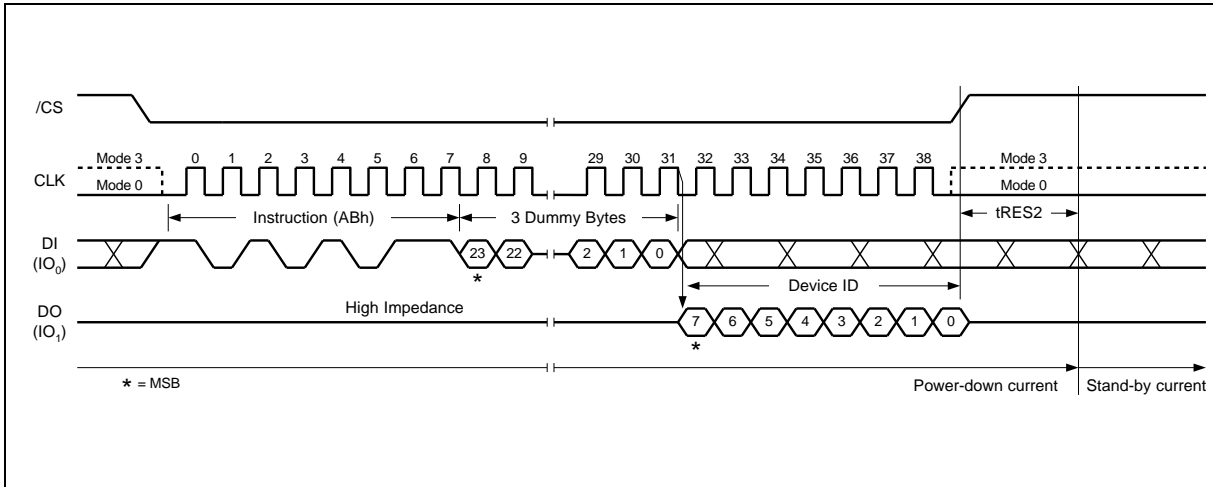 /CS
Mode 3 0 1 2 3 4 5 6 7 8 9 29 30 31 32 33 34 35 36 37 38 Mode 3
CLK Mode 0 Mode 0
Instruction (ABh) 3 Dummy Bytes tRES2
DI
(IO0) 23 22 2 1 0
*
Device ID
High Impedance
DO
(IO1) 7 6 5 4 3 2 1 0
*
* = MSB
Power-down current Stand-by current